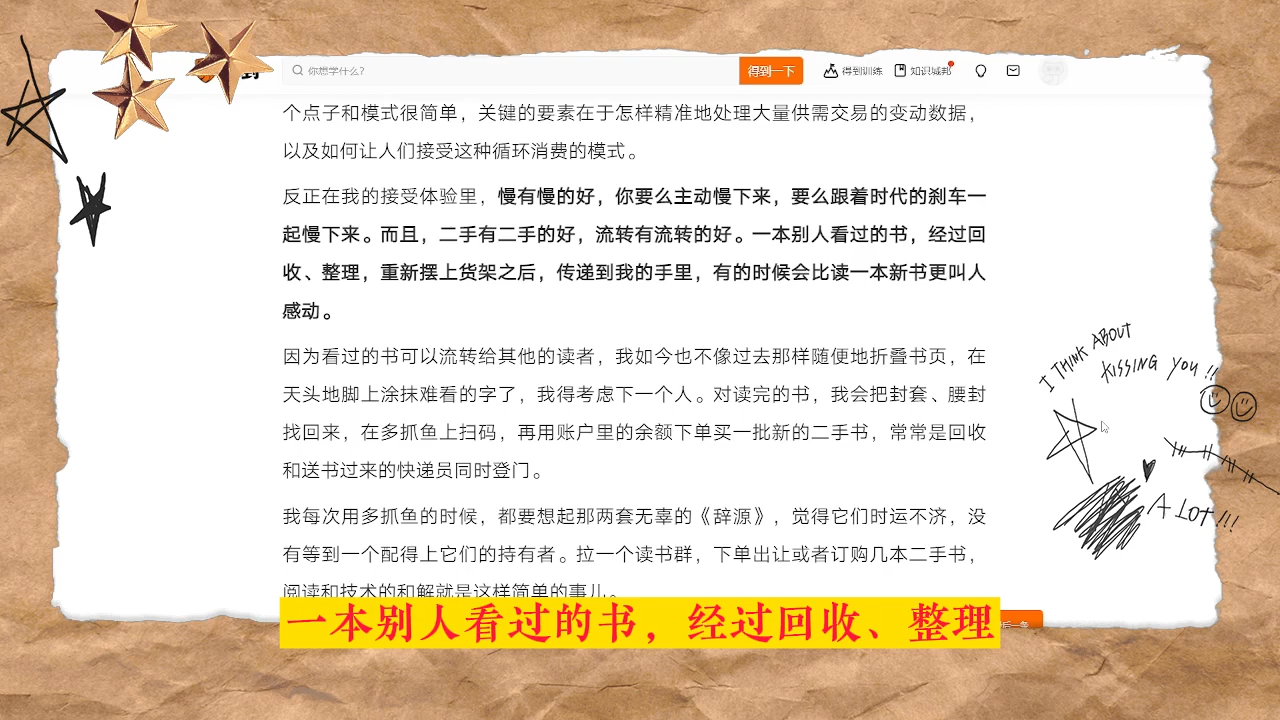 你想学什么?
得到一下
得到训练
知识城邦
个点子和模式很简单，关键的要素在于怎样精准地处理大量供需交易的变动数据，
以及如何让人们接受这种循环消费的模式。
反正在我的接受体验里，慢有慢的好，你要么主动慢下来，要么跟着时代的刹车一
起慢下来。而且，二手有二手的好，流转有流转的好。一本别人看过的书，经过回
收、整理，重新摆上货架之后，传递到我的手里，有的时候会比读一本新书更叫人
感动。
因为看过的书可以流转给其他的读者，我如今也不像过去那样随便地折叠书页，在
天头地脚上涂抹难看的字了，我得考虑下一个人。对读完的书，我会把封套、腰封
找回来，在多抓鱼上扫码，再用账户里的余额下单买一批新的二手书，常常是回收
和送书过来的快递员同时登门。
我每次用多抓鱼的时候，都要想起那两套无辜的《辞源》，觉得它们时运不济，没
有等到一个配得上它们的持有者。拉一个读书群，下单出让或者订购几本二手书，
阅读和技术的和解就是这样简单的事儿。
I THINK ABOUT
KISSING YOU !!
A LOT !!!
一本别人看过的书，经过回收、整理